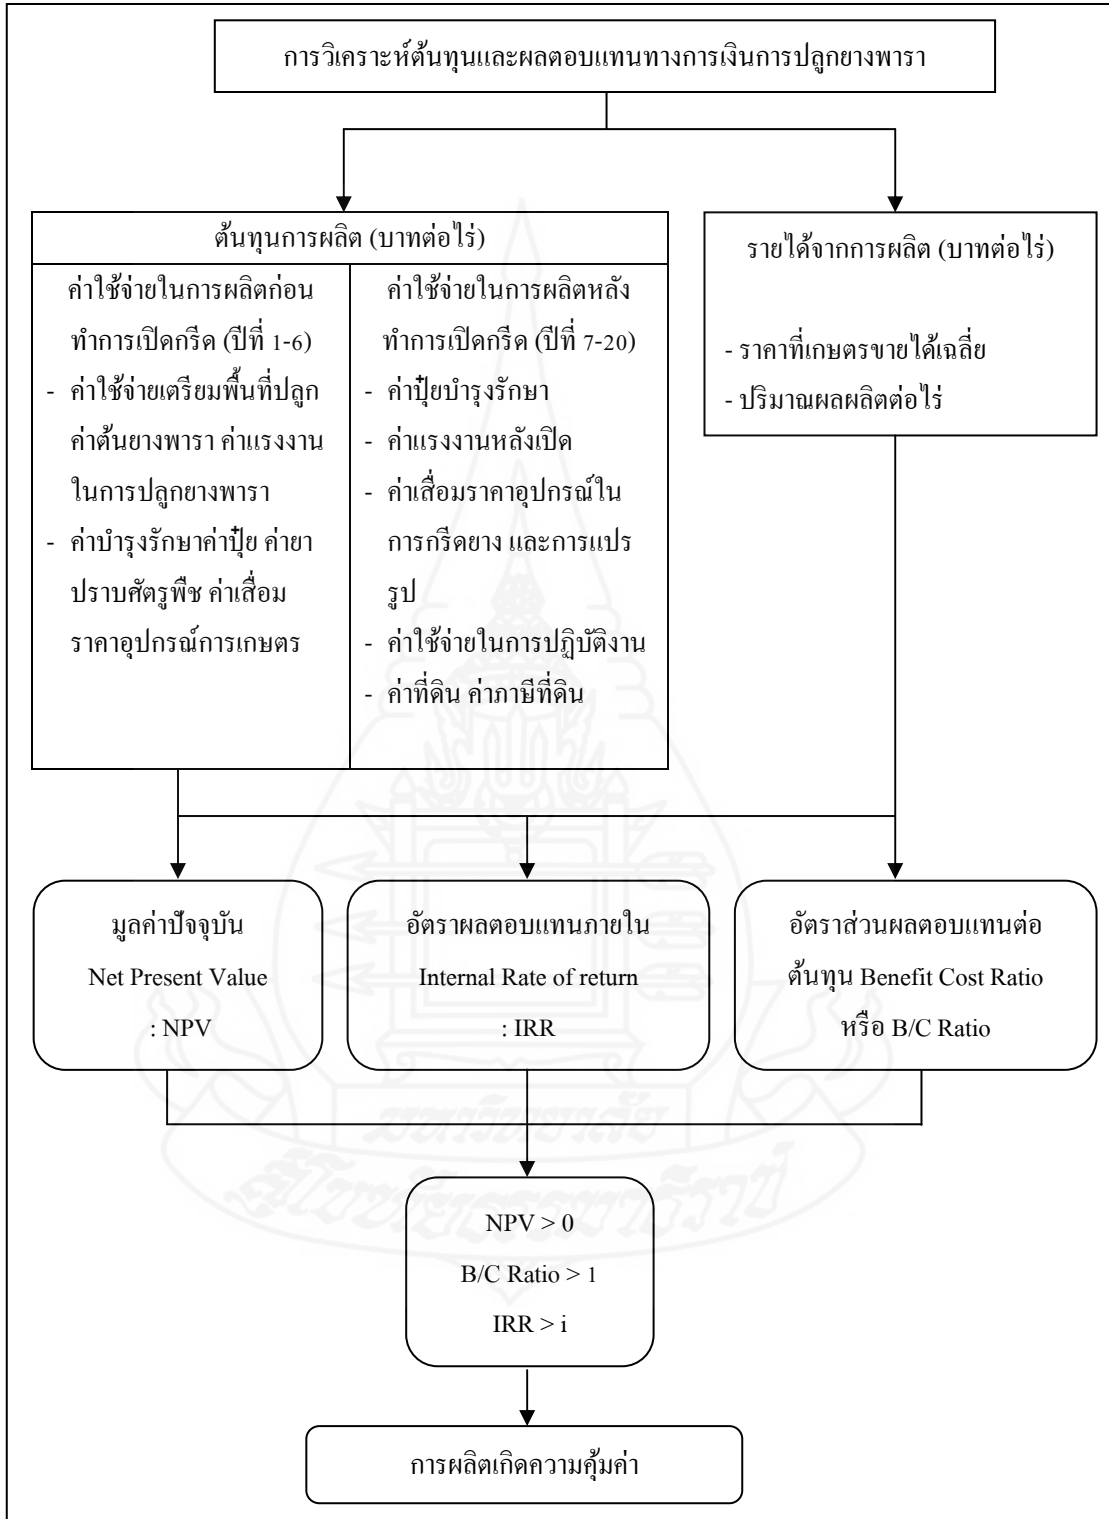 การวิเคราะห์ต้นทุนและผลตอบแทนทางการเงินการปลูกยางพารา
ต้นทุนการผลิต (บาทต่อไร่)
ค่าใช้จ่ายในการผลิตก่อน
ทำการเปิดกรีด (ปีที่ 1-6)
- ค่าใช้จ่ายเตรียมพื้นที่ปลูก
ค่าต้นยางพารา ค่าแรงงาน
ในการปลูกยางพารา
- ค่าบำรุงรักษาค่าปุ๋ย ค่ายา
ปราบศัตรูพืช ค่าเสื่อม
ราคาอุปกรณ์การเกษตร
ค่าใช้จ่ายในการผลิตหลัง
ทำการเปิดกรีด (ปีที่ 7-20)
- ค่าปุ๋ยบำรุงรักษา
- ค่าแรงงานหลังเปิด
- ค่าเสื่อมราคาอุปกรณ์ใน
การกรีดยาง และการแปร
รูป
- ค่าใช้จ่ายในการปฏิบัติงาน
- ค่าที่ดิน ค่าภาษีที่ดิน
รายได้จากการผลิต (บาทต่อไร่)
- ราคาที่เกษตรขายได้เฉลี่ย
- ปริมาณผลผลิตต่อไร่
มูลค่าปัจจุบัน
Net Present Value
: NPV
อัตราผลตอบแทนภายใน
Internal Rate of return
: IRR
อัตราส่วนผลตอบแทนต่อ
ต้นทุน Benefit Cost Ratio
หรือ B/C Ratio
มหาวิทยาลัย
สุโขทัยธรรมาธิราช
NPV > 0
B/C Ratio > 1
IRR > i
การผลิตเกิดความคุ้มค่า